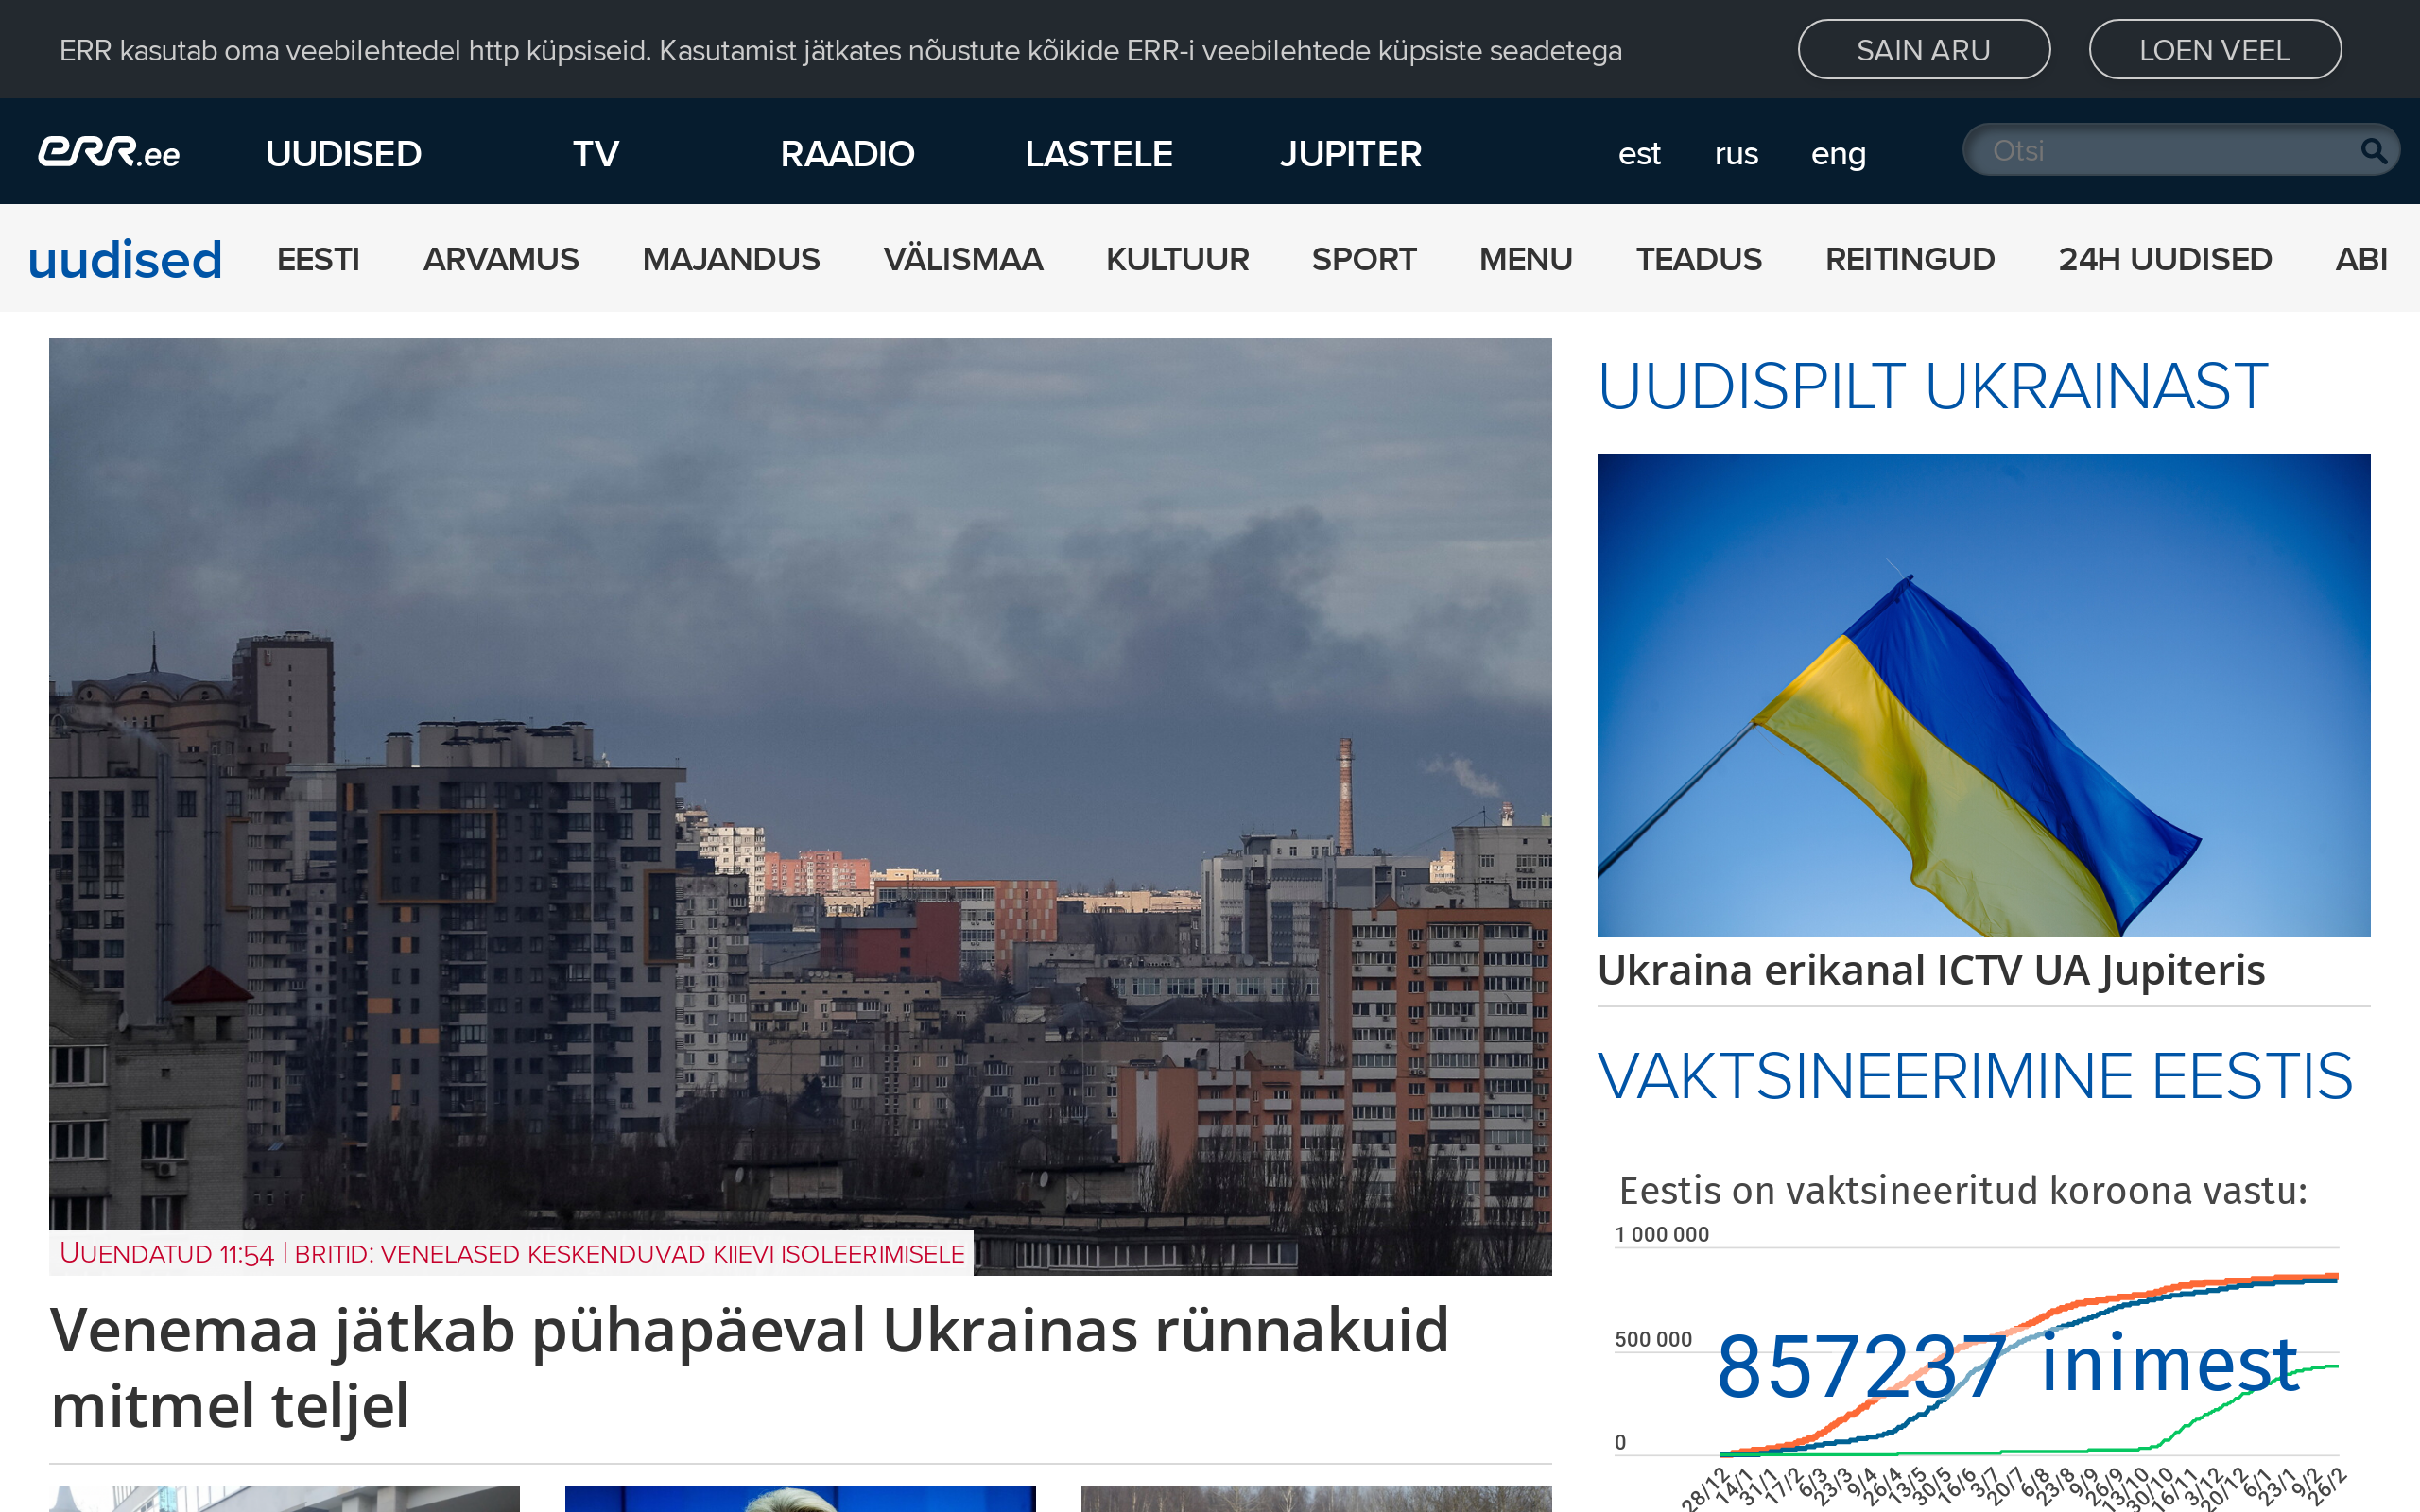 ERR kasutab oma veebilehtedel http küpsiseid. Kasutamist jätkates nõustute kõikide ERR-i veebilehtede küpsiste seadetega
SAIN ARU
LOEN VEEL
err.ee
UUDISED
TV
RAADIO
LASTELE
JUPITER
est
rus
eng
Otsi
uudised
EESTI
ARVAMUS
MAJANDUS
VÄLISMAA
KULTUUR
SPORT
MENU
TEADUS
REITINGUD
24H UUDISED
ABI
UUENDATUD 11:54 | BRITID: VENELASED KESKENDUVAD KIIEVI ISOLEERIMISELE
Venemaa jätkab pühapäeval Ukrainas rünnakuid
mitmel teljel
UUDISPILT UKRAINAST
Ukraina erikanal ICTV UA Jupiteris
VAKTSINEERIMINE EESTIS
Eestis on vaktsineeritud koroona vastu:
1 000 000
500 000
857237 inimest
0
28/12
14/1
31/1
17/2
6/3
23/3
9/4
26/4
13/5
30/5
16/6
3/7
20/7
6/8
23/8
9/9
26/9
13/10
30/10
16/11
3/12
20/12
6/1
23/1
9/2
26/2